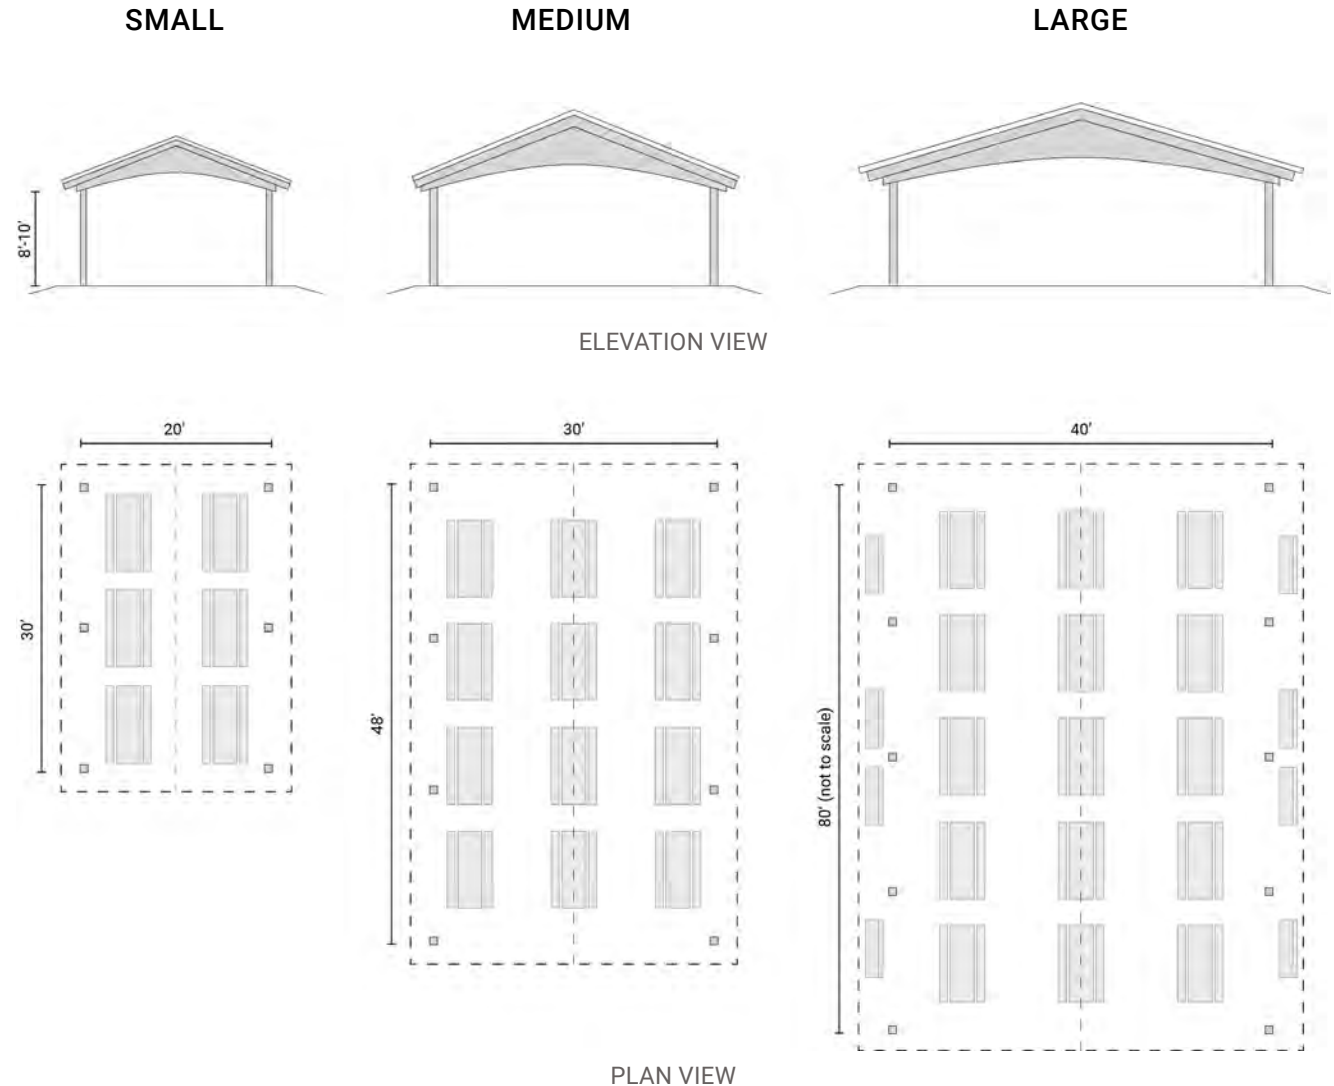 SMALL
MEDIUM
LARGE
8'-10'
ELEVATION VIEW
20'
30'
40'
30'
48'
80' (not to scale)
PLAN VIEW